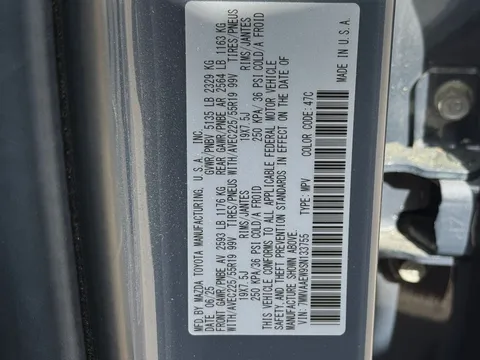 MFD. BY MAZDA TOYOTA MANUFACTURING, U.S.A., INC.
DATE: 06/25 GVWR/PNBV 5135 LB 2329 KG
FRONT GAWR/PNBE AV 2593 LB 1176 KG REAR GAWR/PNBE AR 2564 LB 1163 KG
WITH/AVEC225/55R19 99V TIRES/PNEUS WITH/AVEC225/55R19 99V TIRES/PNEUS
19X7.5J RIMS/JANTES 19X7.5J RIMS/JANTES
250 KPA/ 36 PSI COLD/A FROID 250 KPA/ 36 PSI COLD/A FROID
THIS VEHICLE CONFORMS TO ALL APPLICABLE FEDERAL MOTOR VEHICLE
SAFETY AND THEFT PREVENTION STANDARDS IN EFFECT ON THE DATE OF
MANUFACTURE SHOWN ABOVE.
VIN: 7MMVAAEW9SN133755 TYPE: MPV COLOR CODE: 47C
MADE IN U.S.A.